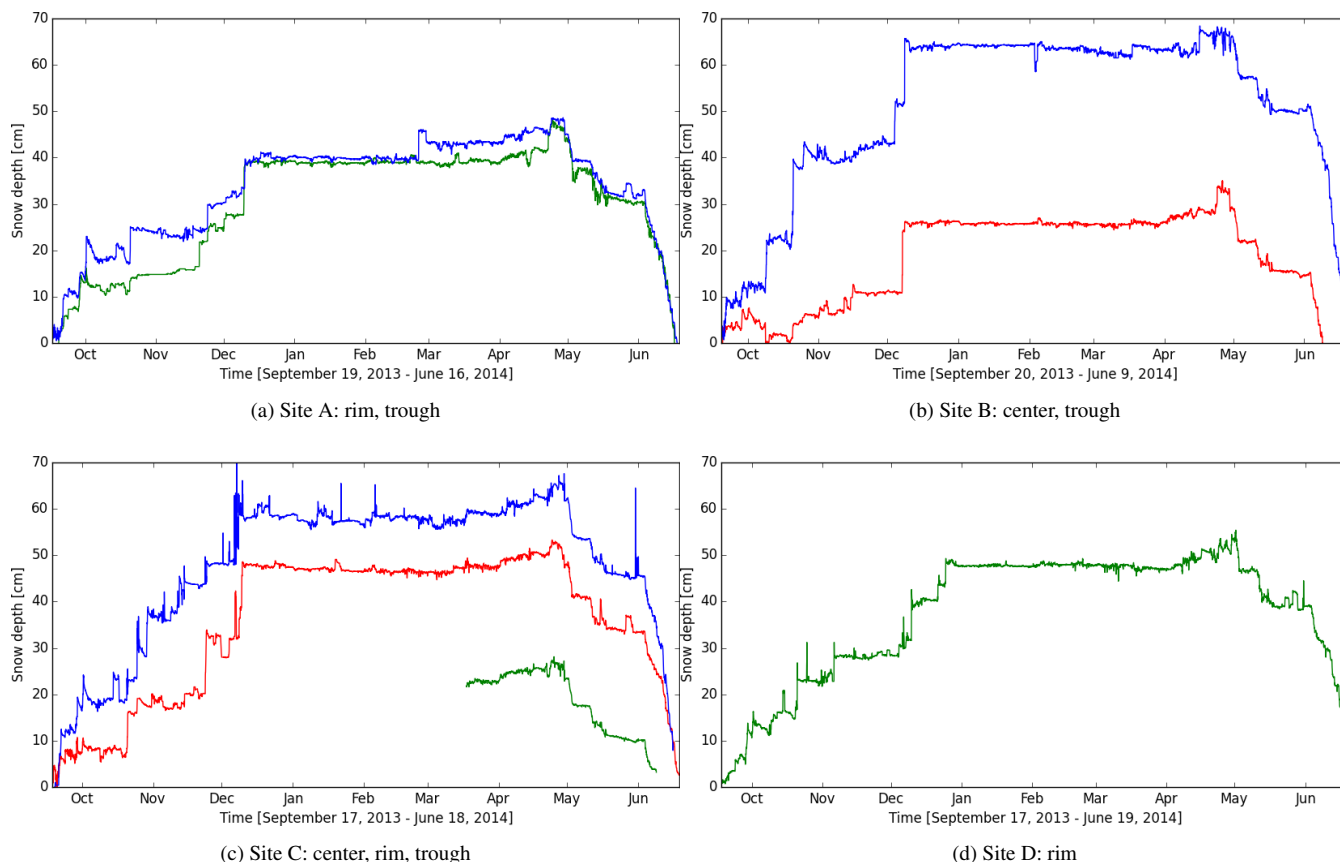 70
60
50
40
30
20
10
0
Snow depth [cm]
Oct Nov Dec Jan Feb Mar Apr May Jun
Time [September 19, 2013 - June 16, 2014]
(a) Site A: rim, trough
70
60
50
40
30
20
10
0
Snow depth [cm]
Oct Nov Dec Jan Feb Mar Apr May Jun
Time [September 20, 2013 - June 9, 2014]
(b) Site B: center, trough
70
60
50
40
30
20
10
0
Snow depth [cm]
Oct Nov Dec Jan Feb Mar Apr May Jun
Time [September 17, 2013 - June 18, 2014]
(c) Site C: center, rim, trough
70
60
50
40
30
20
10
0
Snow depth [cm]
Oct Nov Dec Jan Feb Mar Apr May Jun
Time [September 17, 2013 - June 19, 2014]
(d) Site D: rim